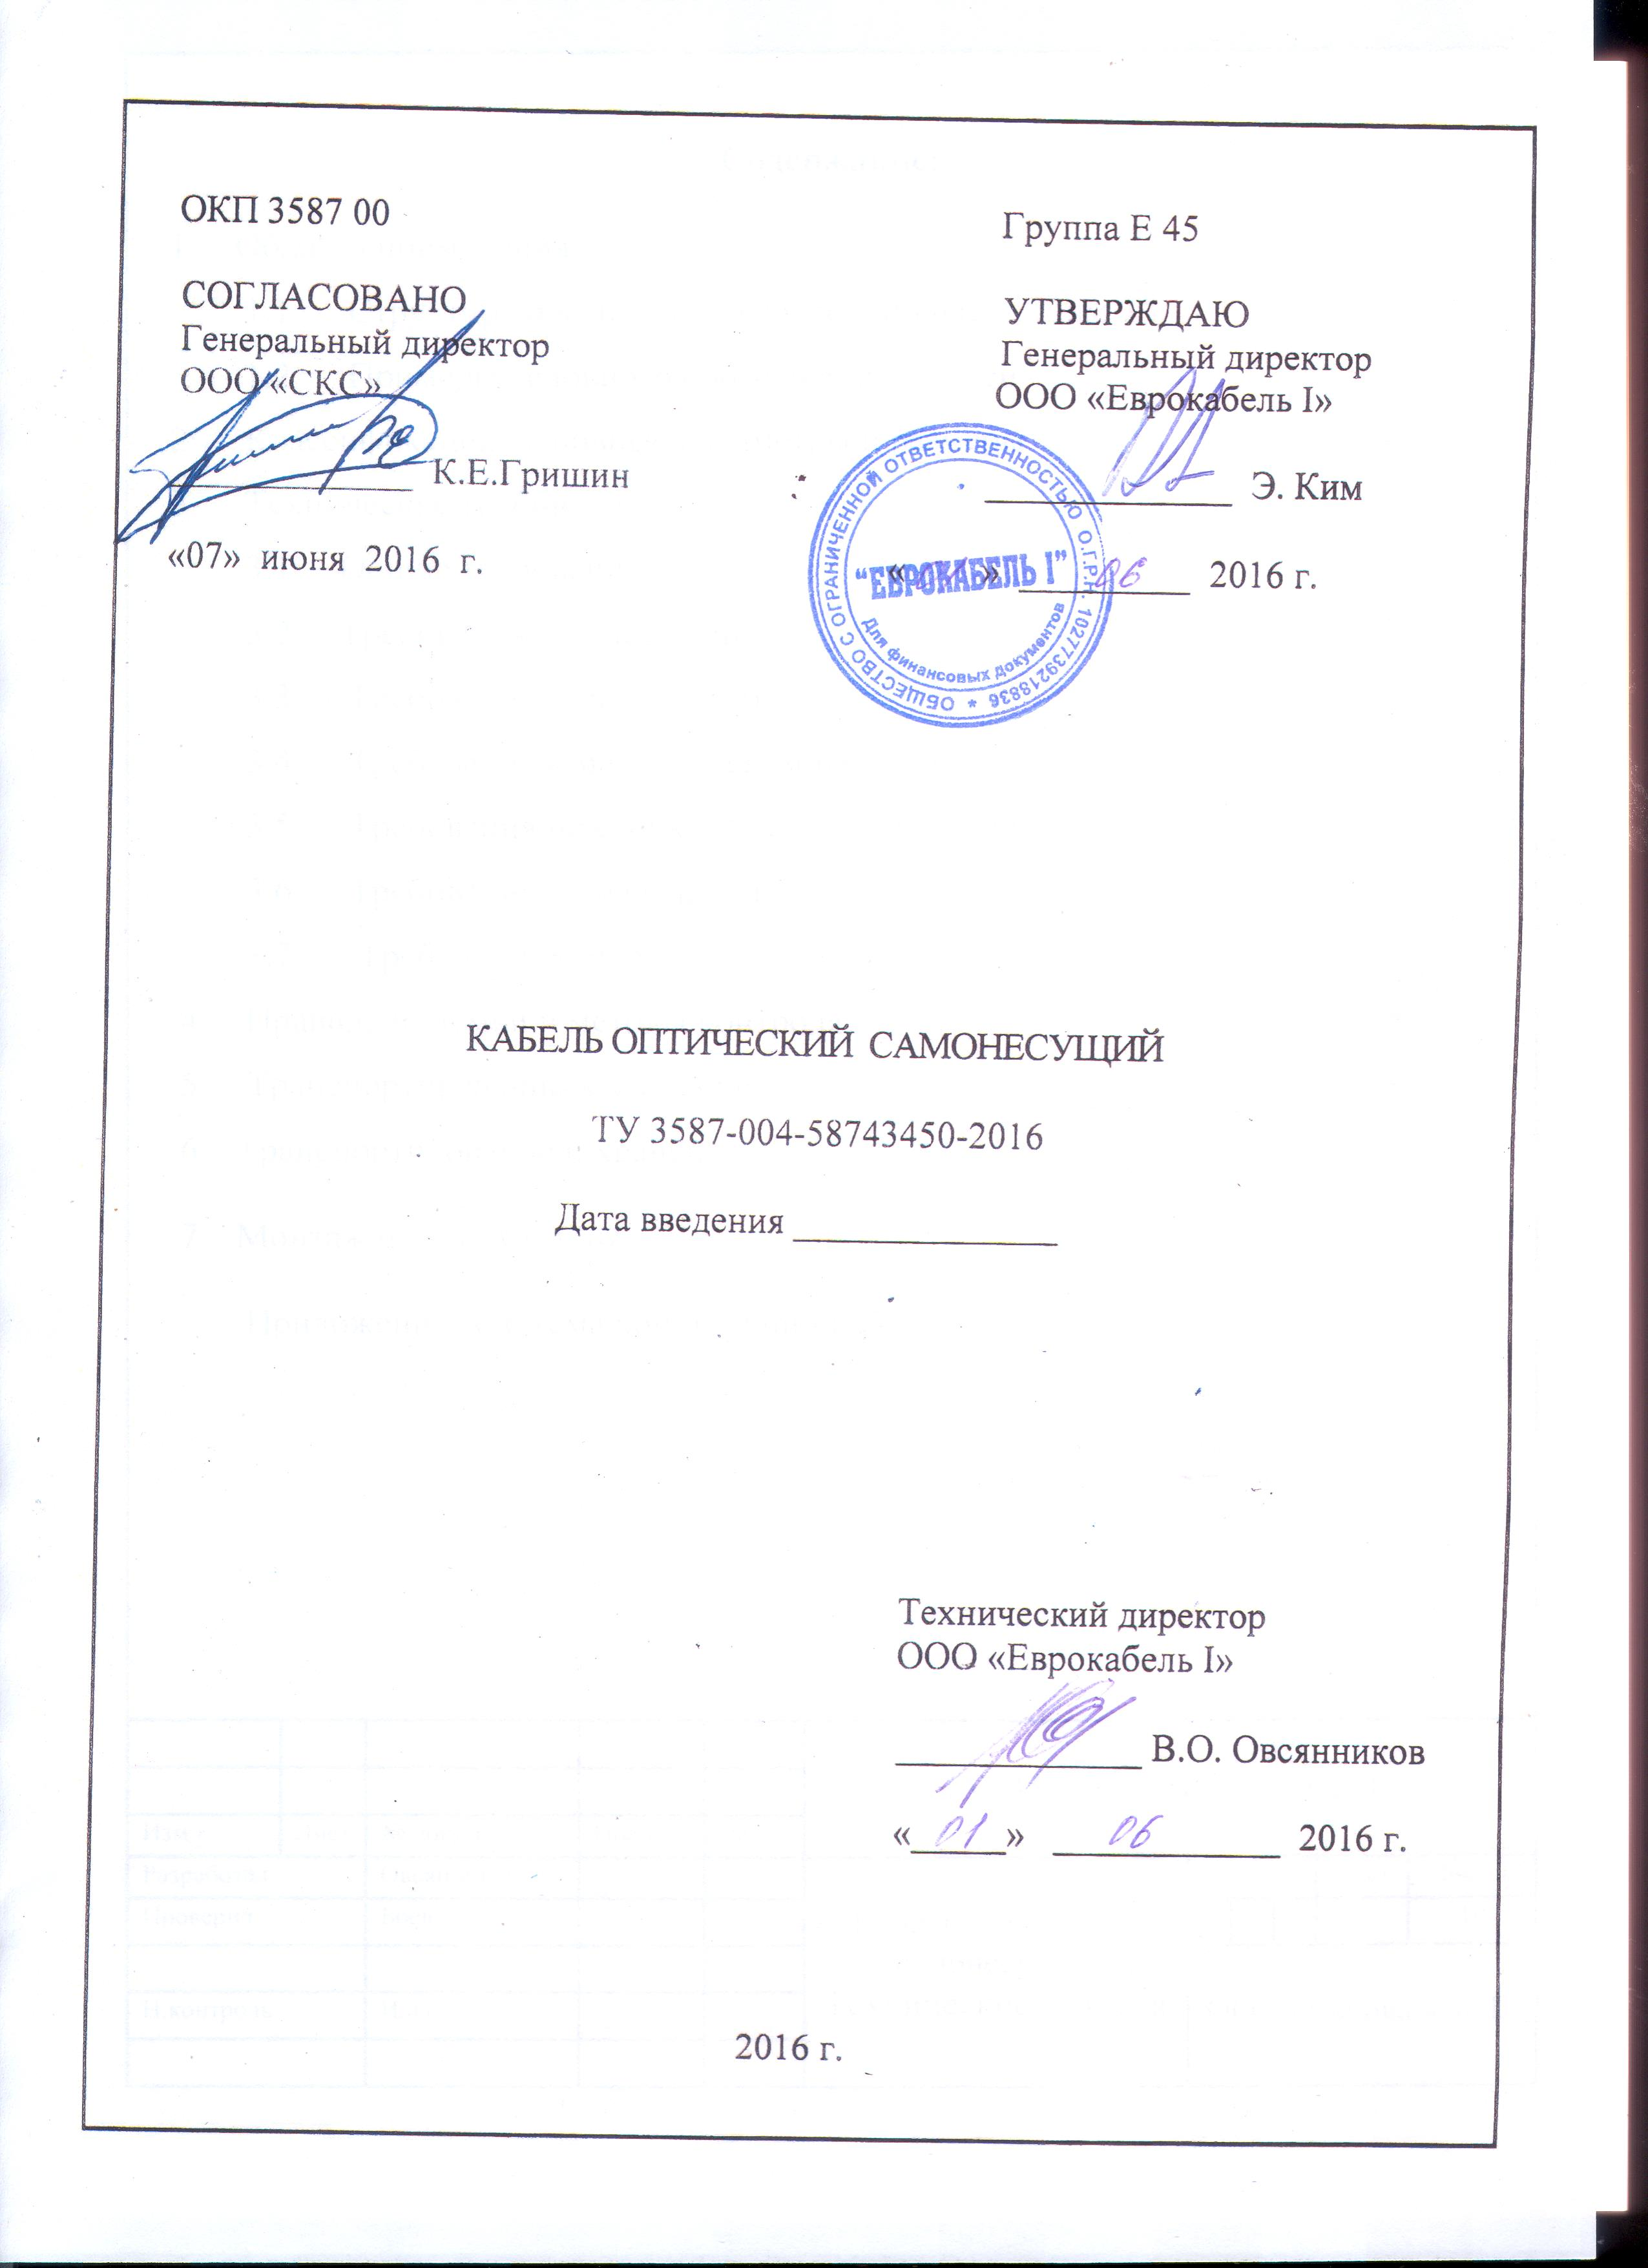 ОКП 3587 00
Группа Е 45
СОГЛАСОВАНО
Генеральный директор
ООО «СКС»
К.Е.Гришин
«07» июня 2016 г.
УТВЕРЖДАЮ
Генеральный директор
ООО «Еврокабель I»
Э. Ким
« » 06 2016 г.
ОБЩЕСТВО С ОГРАНИЧЕННОЙ ОТВЕТСТВЕННОСТЬЮ О.Г.Р.Н. 1027739218836 *
“ЕВРОКАБЕЛЬ I”
Для финансовых документов
КАБЕЛЬ ОПТИЧЕСКИЙ САМОНЕСУЩИЙ
ТУ 3587-004-58743450-2016
Дата введения
Технический директор
ООО «Еврокабель I»
В.О. Овсянников
«01» 06 2016 г.
2016 г.